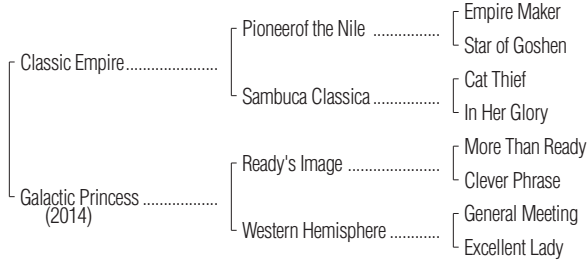 Empire Maker
Pioneerof the Nile ................
Star of Goshen
Classic Empire......................
Cat Thief
Sambuca Classica................
In Her Glory
More Than Ready
Ready's Image ......................
Clever Phrase
Galactic Princess ..................
(2014)
General Meeting
Western Hemisphere ............
Excellent Lady